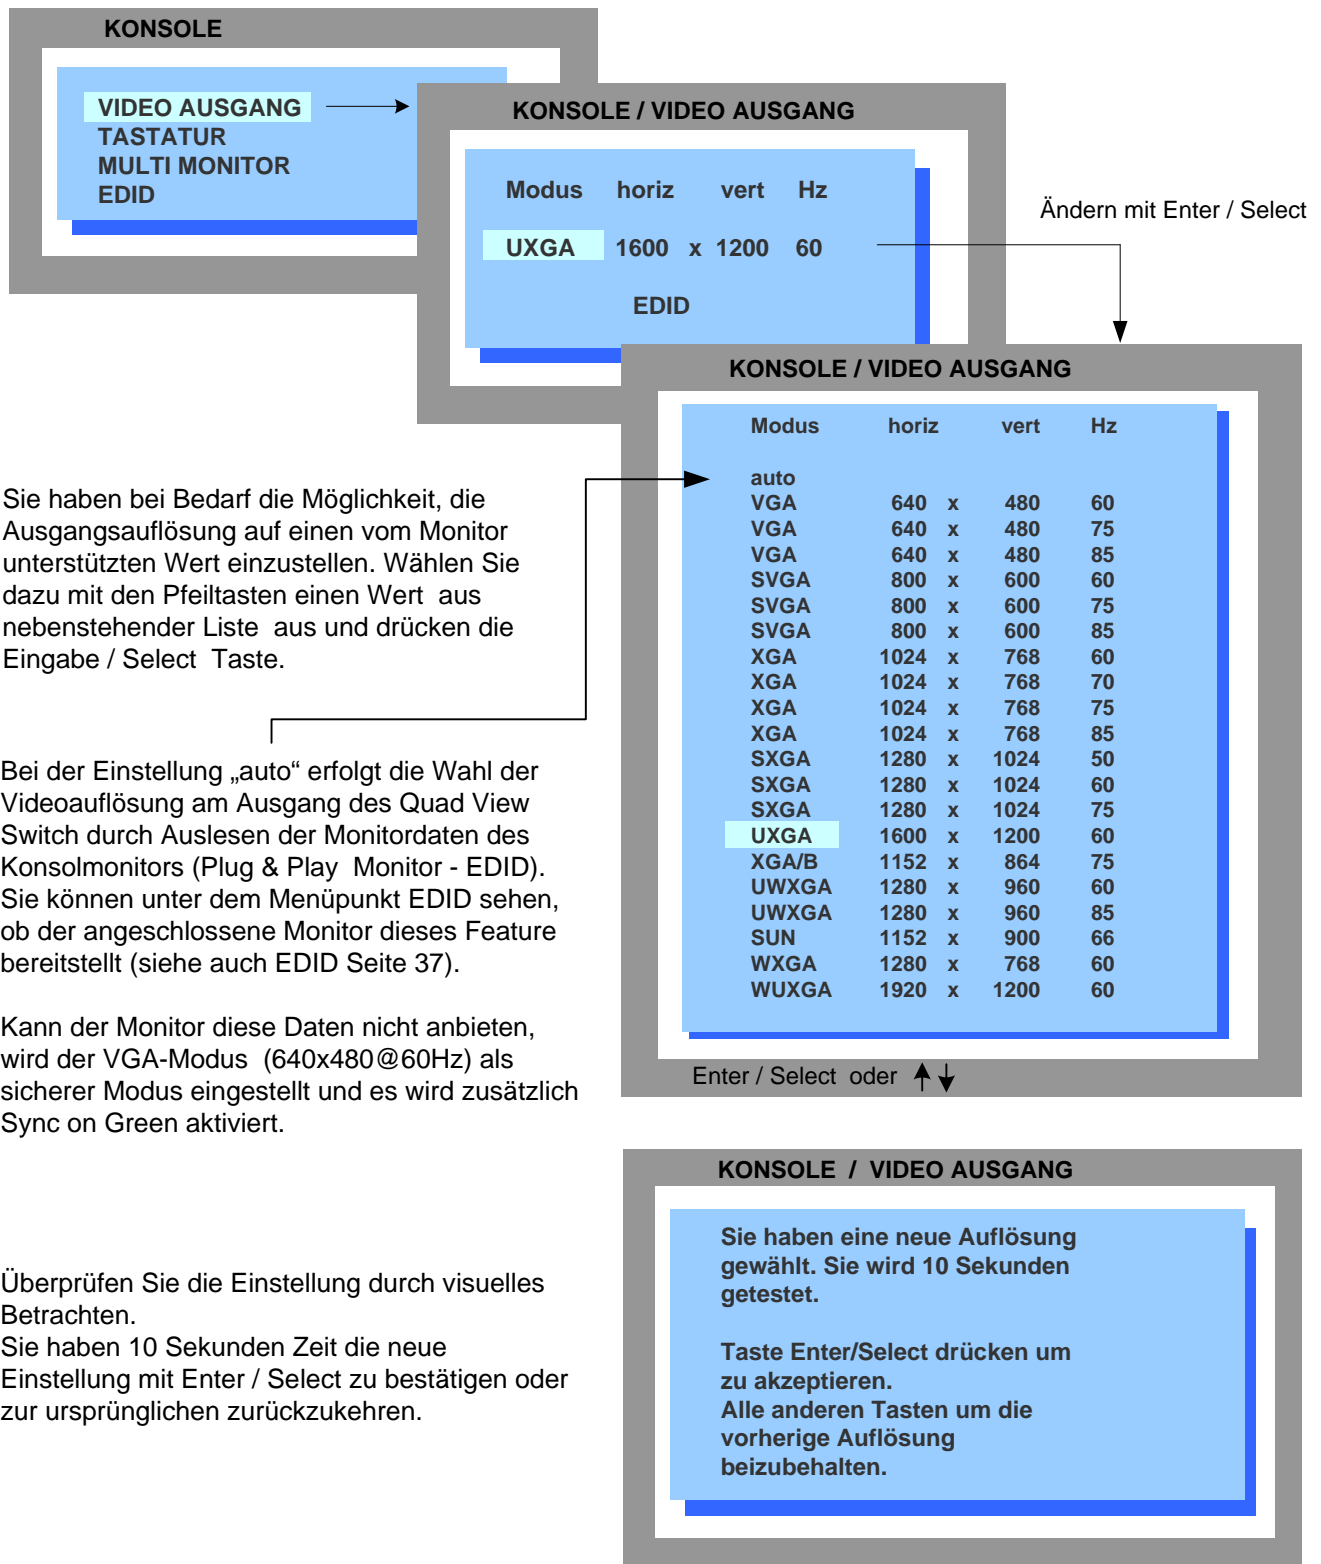 KONSOLE
VIDEO AUSGANG
TASTATUR
MULTI MONITOR
EDID
KONSOLE / VIDEO AUSGANG
Modus horiz vert Hz
UXGA 1600 x 1200 60
EDID
Ändern mit Enter / Select
KONSOLE / VIDEO AUSGANG
Modus horiz vert Hz
auto
VGA 640 x 480 60
VGA 640 x 480 75
VGA 640 x 480 85
SVGA 800 x 600 60
SVGA 800 x 600 75
SVGA 800 x 600 85
XGA 1024 x 768 60
XGA 1024 x 768 70
XGA 1024 x 768 75
XGA 1024 x 768 85
SXGA 1280 x 1024 50
SXGA 1280 x 1024 60
SXGA 1280 x 1024 75
UXGA 1600 x 1200 60
XGA/B 1152 x 864 75
UWXGA 1280 x 960 60
UWXGA 1280 x 960 85
SUN 1152 x 900 66
WXGA 1280 x 768 60
WUXGA 1920 x 1200 60
Enter / Select oder
Sie haben bei Bedarf die Möglichkeit, die
Ausgangsauflösung auf einen vom Monitor
unterstützten Wert einzustellen. Wählen Sie
dazu mit den Pfeiltasten einen Wert aus
nebenstehender Liste aus und drücken die
Eingabe / Select Taste.
Bei der Einstellung „auto“ erfolgt die Wahl der
Videoauflösung am Ausgang des Quad View
Switch durch Auslesen der Monitordaten des
Konsolmonitors (Plug & Play Monitor - EDID).
Sie können unter dem Menüpunkt EDID sehen,
ob der angeschlossene Monitor dieses Feature
bereitstellt (siehe auch EDID Seite 37).
Kann der Monitor diese Daten nicht anbieten,
wird der VGA-Modus (640x480@60Hz) als
sicherer Modus eingestellt und es wird zusätzlich
Sync on Green aktiviert.
Überprüfen Sie die Einstellung durch visuelles
Betrachten.
Sie haben 10 Sekunden Zeit die neue
Einstellung mit Enter / Select zu bestätigen oder
zur ursprünglichen zurückzukehren.
KONSOLE / VIDEO AUSGANG
Sie haben eine neue Auflösung
gewählt. Sie wird 10 Sekunden
getestet.
Taste Enter/Select drücken um
zu akzeptieren.
Alle anderen Tasten um die
vorherige Auflösung
beizubehalten.